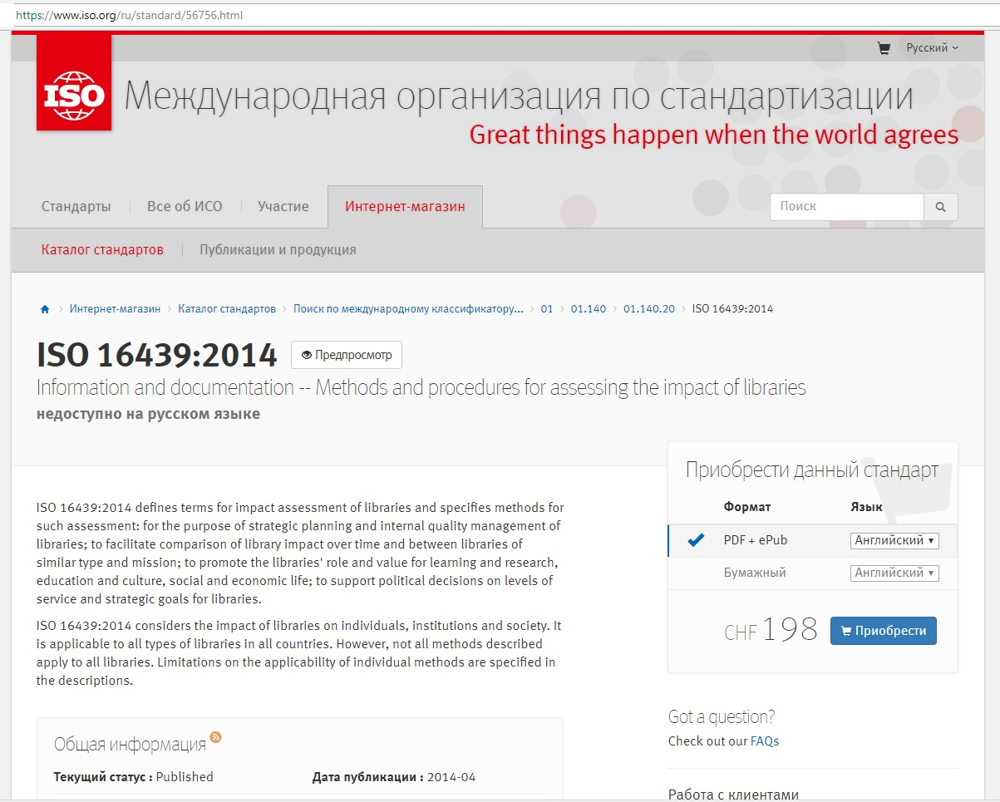 https://www.iso.org/ru/standard/56756.html
Русский
ISO
Международная организация по стандартизации
Great things happen when the world agrees
Стандарты
Все об ИСО
Участие
Интернет-магазин
Поиск
Каталог стандартов
Публикации и продукция
Интернет-магазин
Каталог стандартов
Поиск по международному классификатору...
01
01.140
01.140.20
ISO 16439:2014
ISO 16439:2014
Предпросмотр
Information and documentation -- Methods and procedures for assessing the impact of libraries
недоступно на русском языке
ISO 16439:2014 defines terms for impact assessment of libraries and specifies methods for
such assessment: for the purpose of strategic planning and internal quality management of
libraries; to facilitate comparison of library impact over time and between libraries of
similar type and mission; to promote the libraries' role and value for learning and research,
education and culture, social and economic life; to support political decisions on levels of
service and strategic goals for libraries.
ISO 16439:2014 considers the impact of libraries on individuals, institutions and society. It
is applicable to all types of libraries in all countries. However, not all methods described
apply to all libraries. Limitations on the applicability of individual methods are specified in
the descriptions.
Общая информация
Текущий статус : Published
Дата публикации : 2014-04
Приобрести данный стандарт
Формат
Язык
PDF + ePub
Английский
Бумажный
Английский
CHF 198
Приобрести
Got a question?
Check out our FAQs
Работа с клиентами